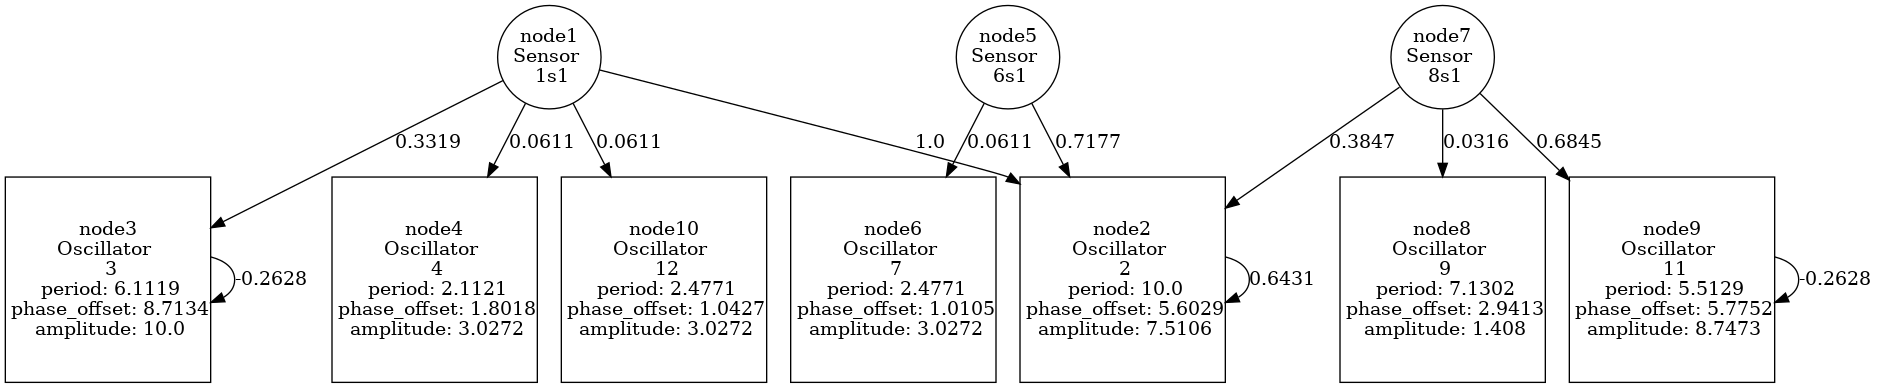 node1
Sensor
1s1
node5
Sensor
6s1
node7
Sensor
8s1
0.3319
0.0611
0.0611
1.0
0.0611
0.7177
0.3847
0.0316
0.6845
node3
Oscillator
3
period: 6.1119
phase_offset: 8.7134
amplitude: 10.0
-0.2628
node4
Oscillator
4
period: 2.1121
phase_offset: 1.8018
amplitude: 3.0272
node10
Oscillator
12
period: 2.4771
phase_offset: 1.0427
amplitude: 3.0272
node6
Oscillator
7
period: 2.4771
phase_offset: 1.0105
amplitude: 3.0272
node2
Oscillator
2
period: 10.0
phase_offset: 5.6029
amplitude: 7.5106
0.6431
node8
Oscillator
9
period: 7.1302
phase_offset: 2.9413
amplitude: 1.408
node9
Oscillator
11
period: 5.5129
phase_offset: 5.7752
amplitude: 8.7473
-0.2628